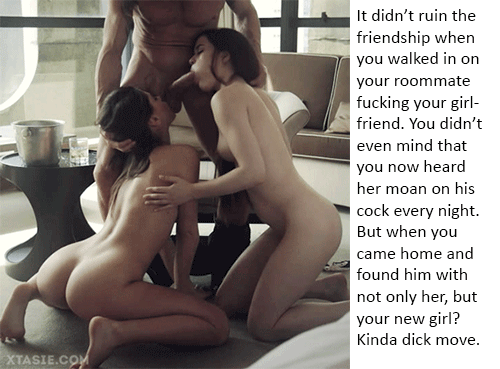 It didn’t ruin the
friendship when
you walked in on
your roommate
fucking your girl-
friend. You didn’t
even mind that
you now heard
her moan on his
cock every night.
But when you
came home and
found him with
not only her, but
your new girl?
Kinda dick move.
XTASIE.COM